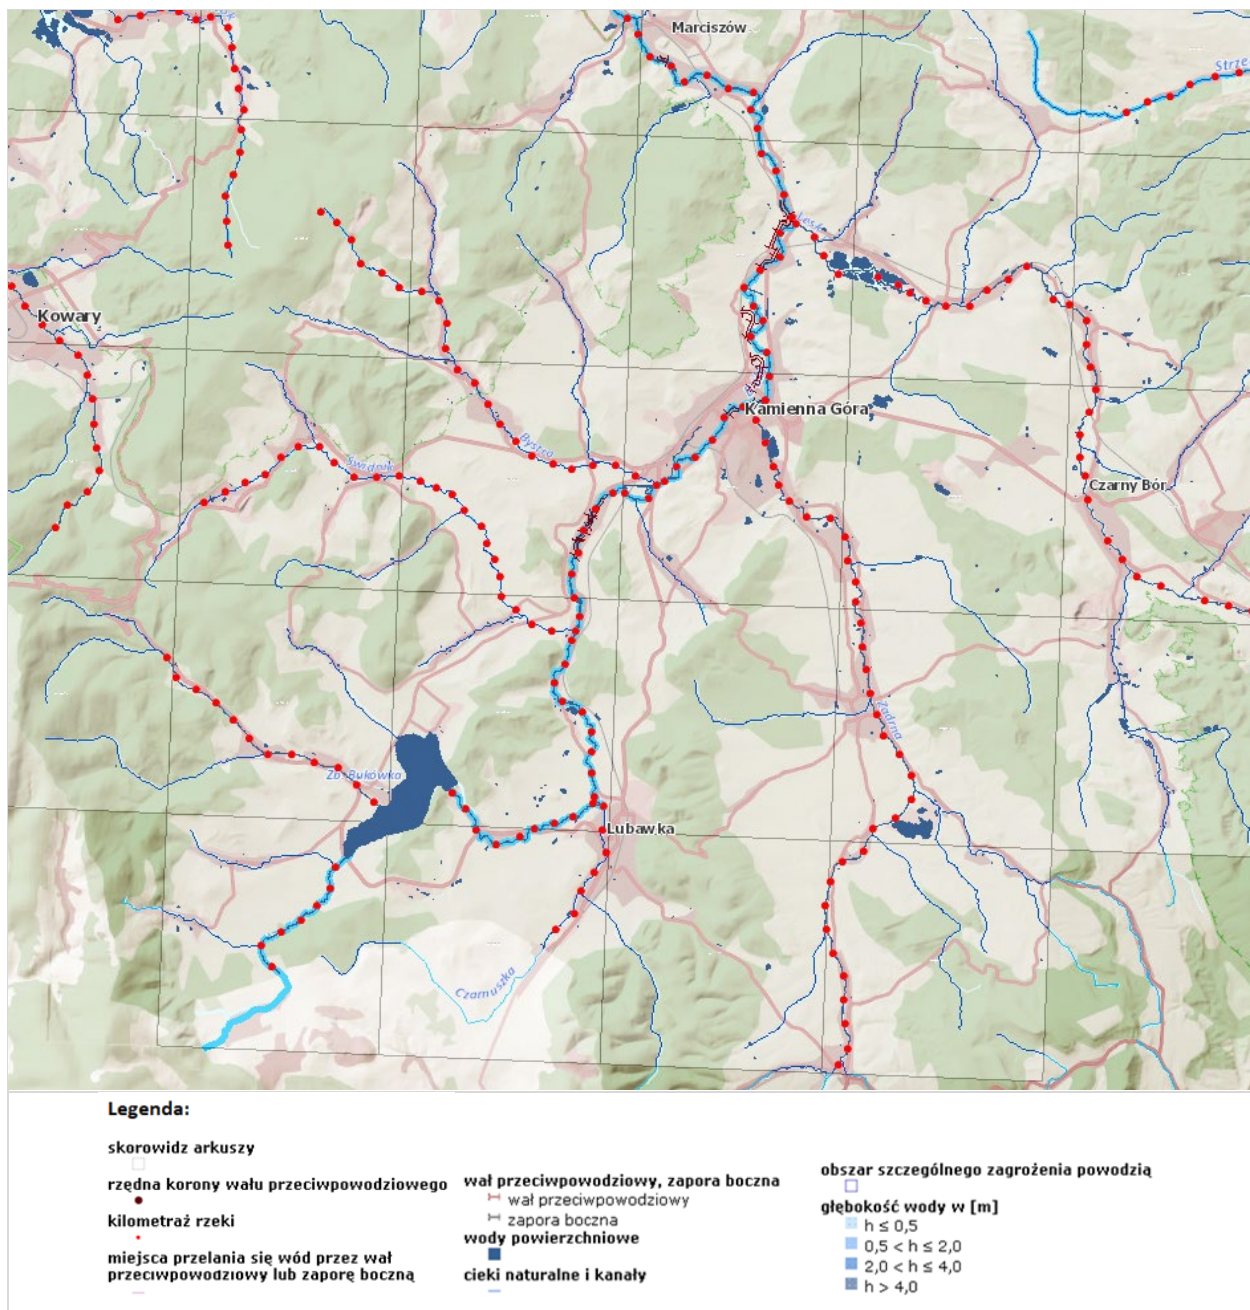 Marciszów
Strze
Lesk
Kowary
Kamienna Góra
Bystra
Świdnik
Czarny Bór
Zadrna
Zb. Bukówka
Lubawka
Czarnuszka
Legenda:
skorowidz arkuszy
rzędna korony wału przeciwpowodziowego
kilometraż rzeki
miejsca przelania się wód przez wał
przeciwpowodziowy lub zaporę boczną
wał przeciwpowodziowy, zapora boczna
wał przeciwpowodziowy
zapora boczna
wody powierzchniowe
cieki naturalne i kanały
obszar szczególnego zagrożenia powodzią
głębokość wody w [m]
h ≤ 0,5
0,5 < h ≤ 2,0
2,0 < h ≤ 4,0
h > 4,0